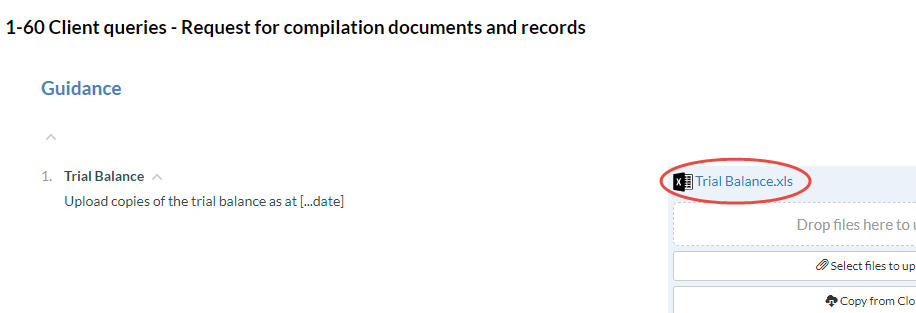 1-60 Client queries - Request for compilation documents and records
Guidance
1. Trial Balance
Upload copies of the trial balance as at [...date]
Trial Balance.xls
Drop files here to
Select files to up
Copy from Clo